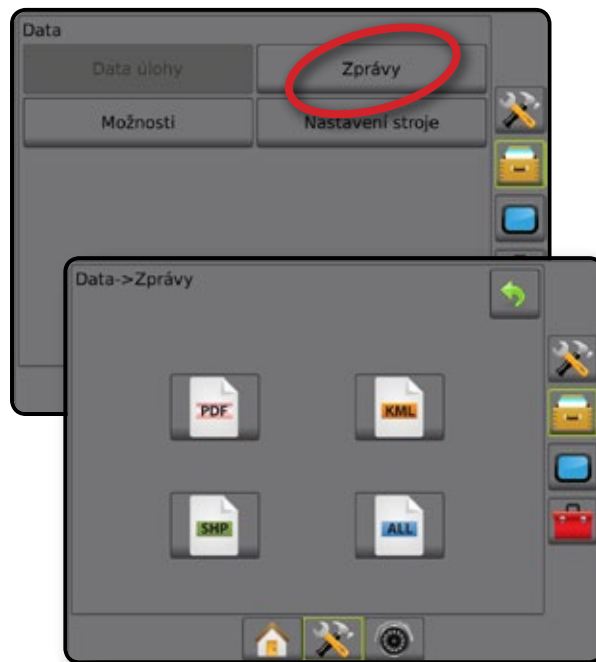 Data
Data úlohy
Zprávy
Možnosti
Nastavení stroje
Data->Zprávy
PDF
KML
SHP
ALL